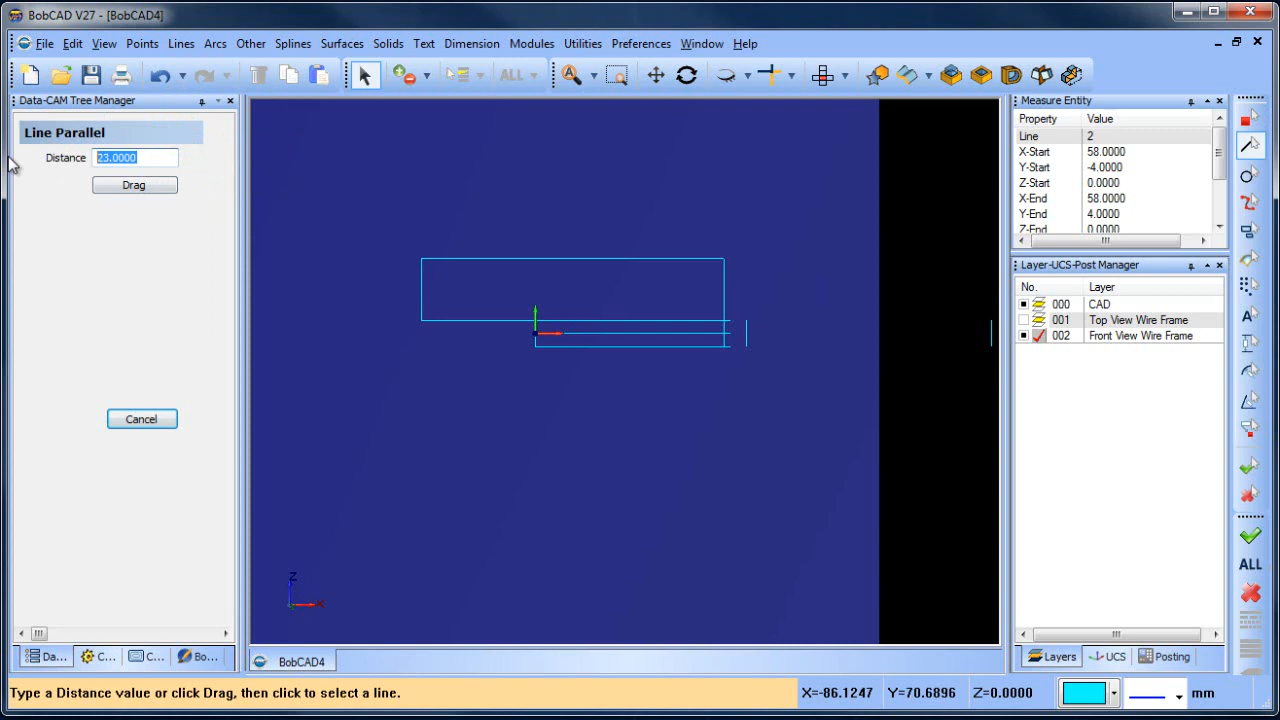 BobCAD V27 - [BobCAD4]
File Edit View Points Lines Arcs Other Splines Surfaces Solids Text Dimension Modules Utilities Preferences Window Help
ALL
Data-CAM Tree Manager
Line Parallel
Distance 23.0000
Drag
Cancel
Da... C... C... Bo...
Z
X
BobCAD4
Measure Entity
Property Value
Line 2
X-Start 58.0000
Y-Start -4.0000
Z-Start 0.0000
X-End 58.0000
Y-End 4.0000
Z-End 0.0000
Layer-UCS-Post Manager
No. Layer
000 CAD
001 Top View Wire Frame
002 Front View Wire Frame
Layers UCS Posting
A
ALL
Type a Distance value or click Drag, then click to select a line. X=-86.1247 Y=70.6896 Z=0.0000 mm